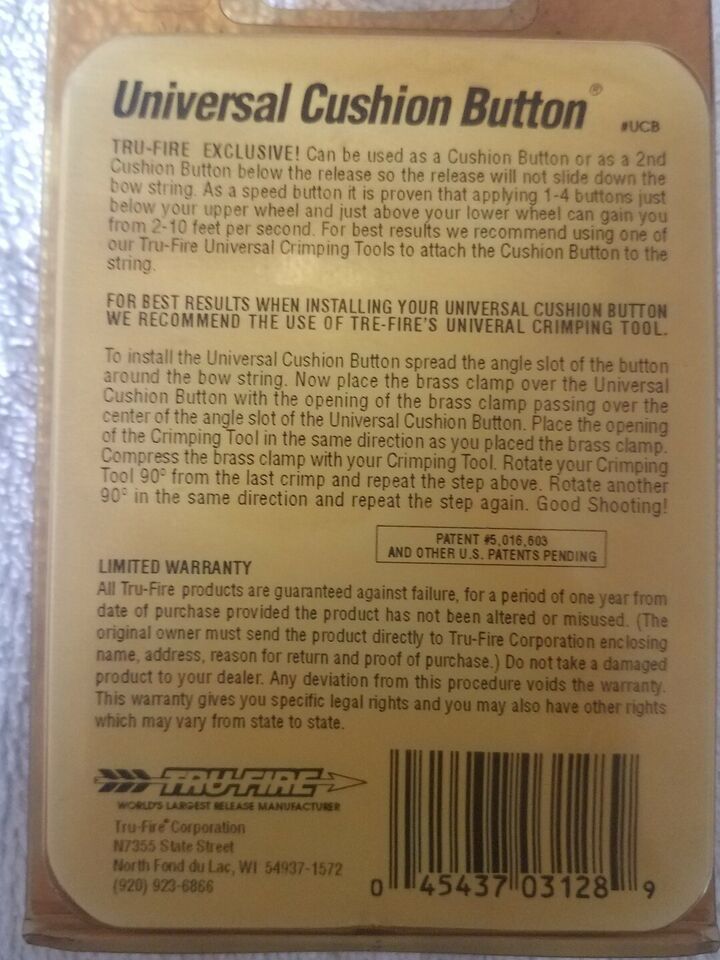 Universal Cushion Button®
#UCB
TRU-FIRE EXCLUSIVE! Can be used as a Cushion Button or as a 2nd
Cushion Button below the release so the release will not slide down the
bow string. As a speed button it is proven that applying 1-4 buttons just
below your upper wheel and just above your lower wheel can gain you
from 2-10 feet per second. For best results we recommend using one of
our Tru-Fire Universal Crimping Tools to attach the Cushion Button to the
string.
FOR BEST RESULTS WHEN INSTALLING YOUR UNIVERSAL CUSHION BUTTON
WE RECOMMEND THE USE OF TRE-FIRE'S UNIVERAL CRIMPING TOOL.
To install the Universal Cushion Button spread the angle slot of the button
around the bow string. Now place the brass clamp over the Universal
Cushion Button with the opening of the brass clamp passing over the
center of the angle slot of the Universal Cushion Button. Place the opening
of the Crimping Tool in the same direction as you placed the brass clamp.
Compress the brass clamp with your Crimping Tool. Rotate your Crimping
Tool 90° from the last crimp and repeat the step above. Rotate another
90° in the same direction and repeat the step again. Good Shooting!
PATENT #5,016,603
AND OTHER U.S. PATENTS PENDING
LIMITED WARRANTY
All Tru-Fire products are guaranteed against failure, for a period of one year from
date of purchase provided the product has not been altered or misused. (The
original owner must send the product directly to Tru-Fire Corporation enclosing
name, address, reason for return and proof of purchase.) Do not take a damaged
product to your dealer. Any deviation from this procedure voids the warranty.
This warranty gives you specific legal rights and you may also have other rights
which may vary from state to state.
TRU-FIRE
WORLD'S LARGEST RELEASE MANUFACTURER
Tru-Fire® Corporation
N7355 State Street
North Fond du Lac, WI 54937-1572
(920) 923-6866
0 45437 03128 9